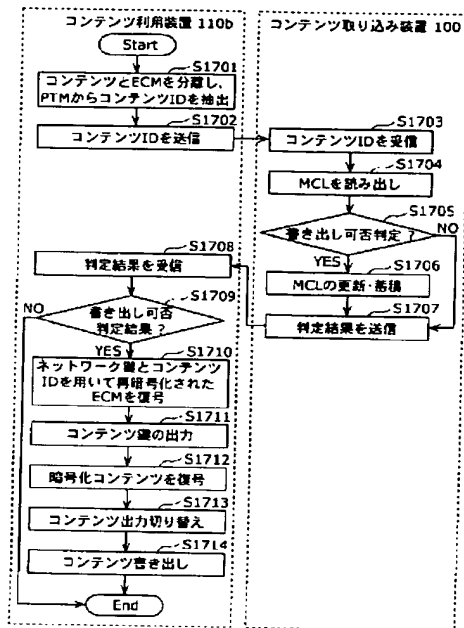 コンテンツ利用装置 110b
Start
S1701
コンテンツとECMを分離し、
PTMからコンテンツIDを抽出
S1702
コンテンツIDを送信
コンテンツ取り込み装置 100
S1703
コンテンツIDを受信
S1704
MCLを読み出し
S1705
書き出し可否判定？
NO
YES
S1706
MCLの更新・蓄積
S1707
判定結果を送信
S1708
判定結果を受信
S1709
NO
書き出し可否
判定結果？
YES
S1710
ネットワーク鍵とコンテンツ
IDを用いて再暗号化された
ECMを復号
S1711
コンテンツ鍵の出力
S1712
暗号化コンテンツを復号
S1713
コンテンツ出力切り替え
S1714
コンテンツ書き出し
End